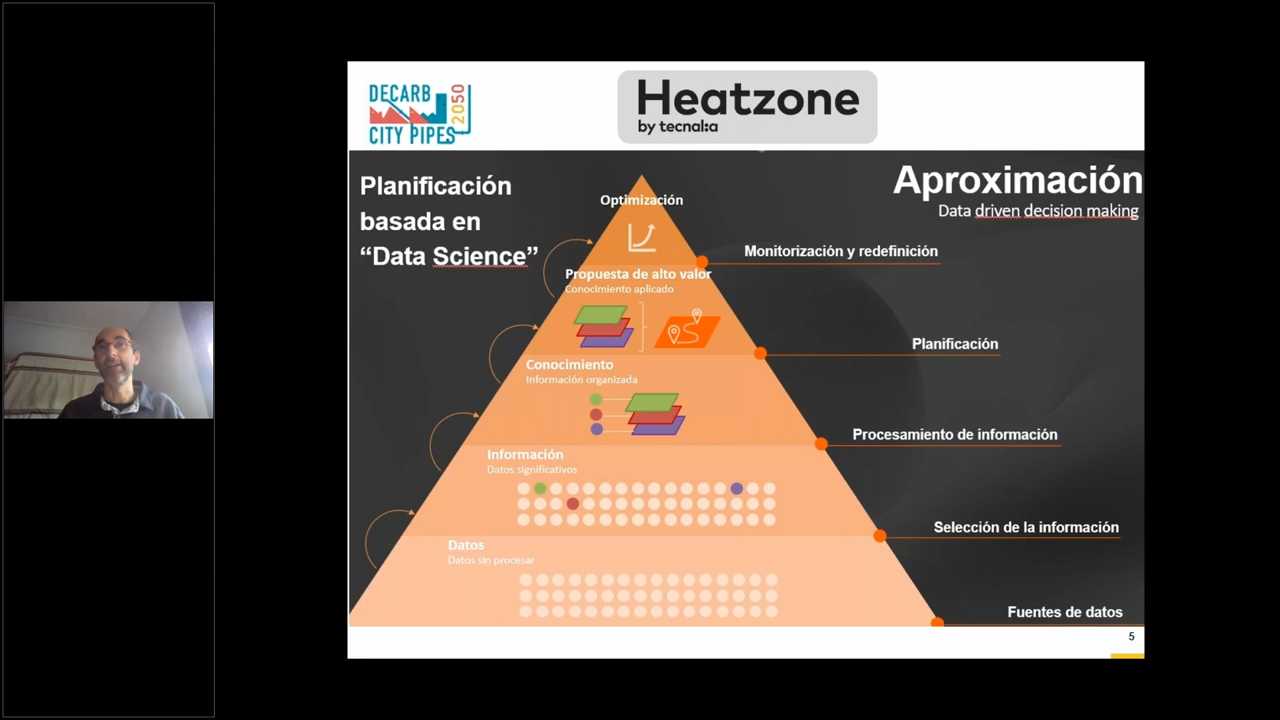 DECARB
CITY PIPES
2050
Heatzone
by tecnal:a
Planificación
basada en
“Data Science”
Aproximación
Data driven decision making
Optimización
Monitorización y redefinición
Propuesta de alto valor
Conocimiento aplicado
Planificación
Conocimiento
Información organizada
Procesamiento de información
Información
Datos significativos
Selección de la información
Datos
Datos sin procesar
Fuentes de datos
5